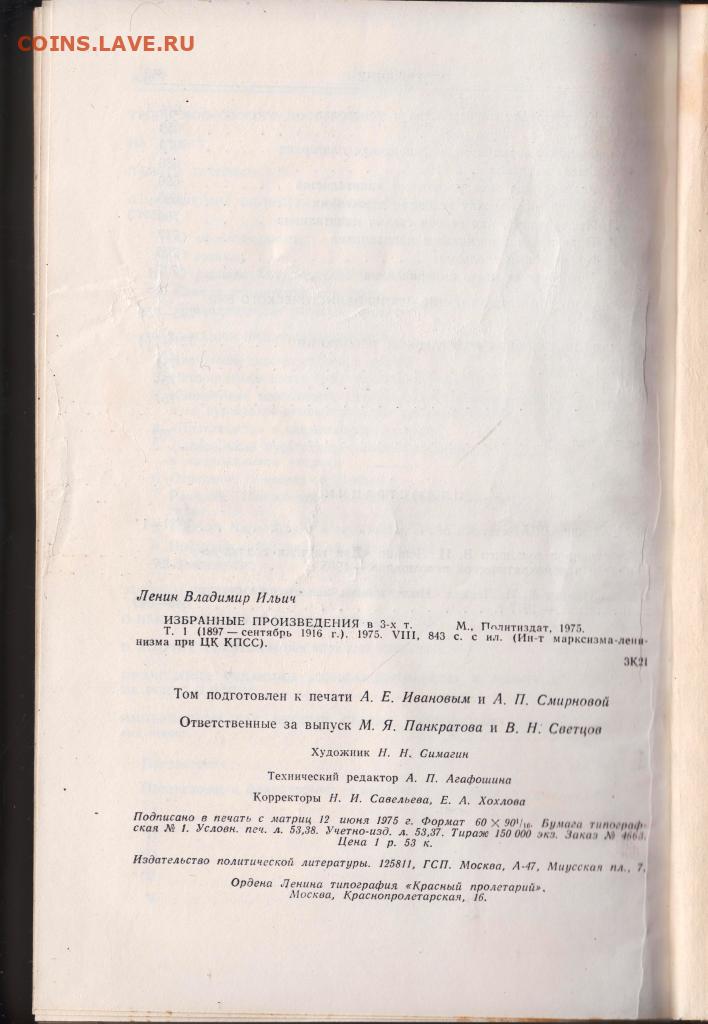 COINS.LAVE.RU
Ленин Владимир Ильич
ИЗБРАННЫЕ ПРОИЗВЕДЕНИЯ в 3-х т. М., Политиздат, 1975.
Т. 1 (1897 — сентябрь 1916 г.). 1975. VIII, 843 с. с ил. (Ин-т марксизма-лени-
низма при ЦК КПСС).
3К21
Том подготовлен к печати А. Е. Ивановым и А. П. Смирновой
Ответственные за выпуск М. Я. Панкратова и В. Н. Светцов
Художник Н. Н. Симагин
Технический редактор А. П. Агафошина
Корректоры Н. И. Савельева, Е. А. Хохлова
Подписано в печать с матриц 12 июня 1975 г. Формат 60 × 90¹/₁₆. Бумага типограф-
ская № 1. Условн. печ. л. 53,38. Учетно-изд. л. 53,37. Тираж 150 000 экз. Заказ № 4663.
Цена 1 р. 53 к.
Издательство политической литературы. 125811, ГСП. Москва, А-47, Миусская пл., 7.
Ордена Ленина типография «Красный пролетарий».
Москва, Краснопролетарская, 16.